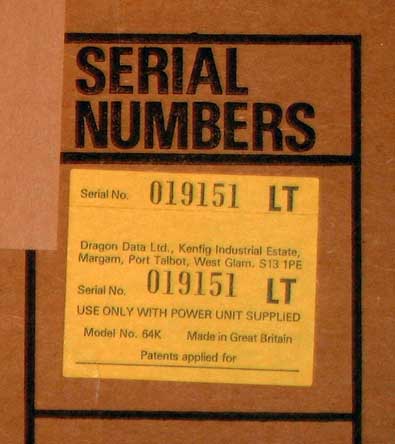 SERIAL
NUMBERS
Serial No. 019151 LT
Dragon Data Ltd., Kenfig Industrial Estate,
Margam, Port Talbot, West Glam. S13 1PE
Serial No. 019151 LT
USE ONLY WITH POWER UNIT SUPPLIED
Model No. 64K Made in Great Britain
Patents applied for